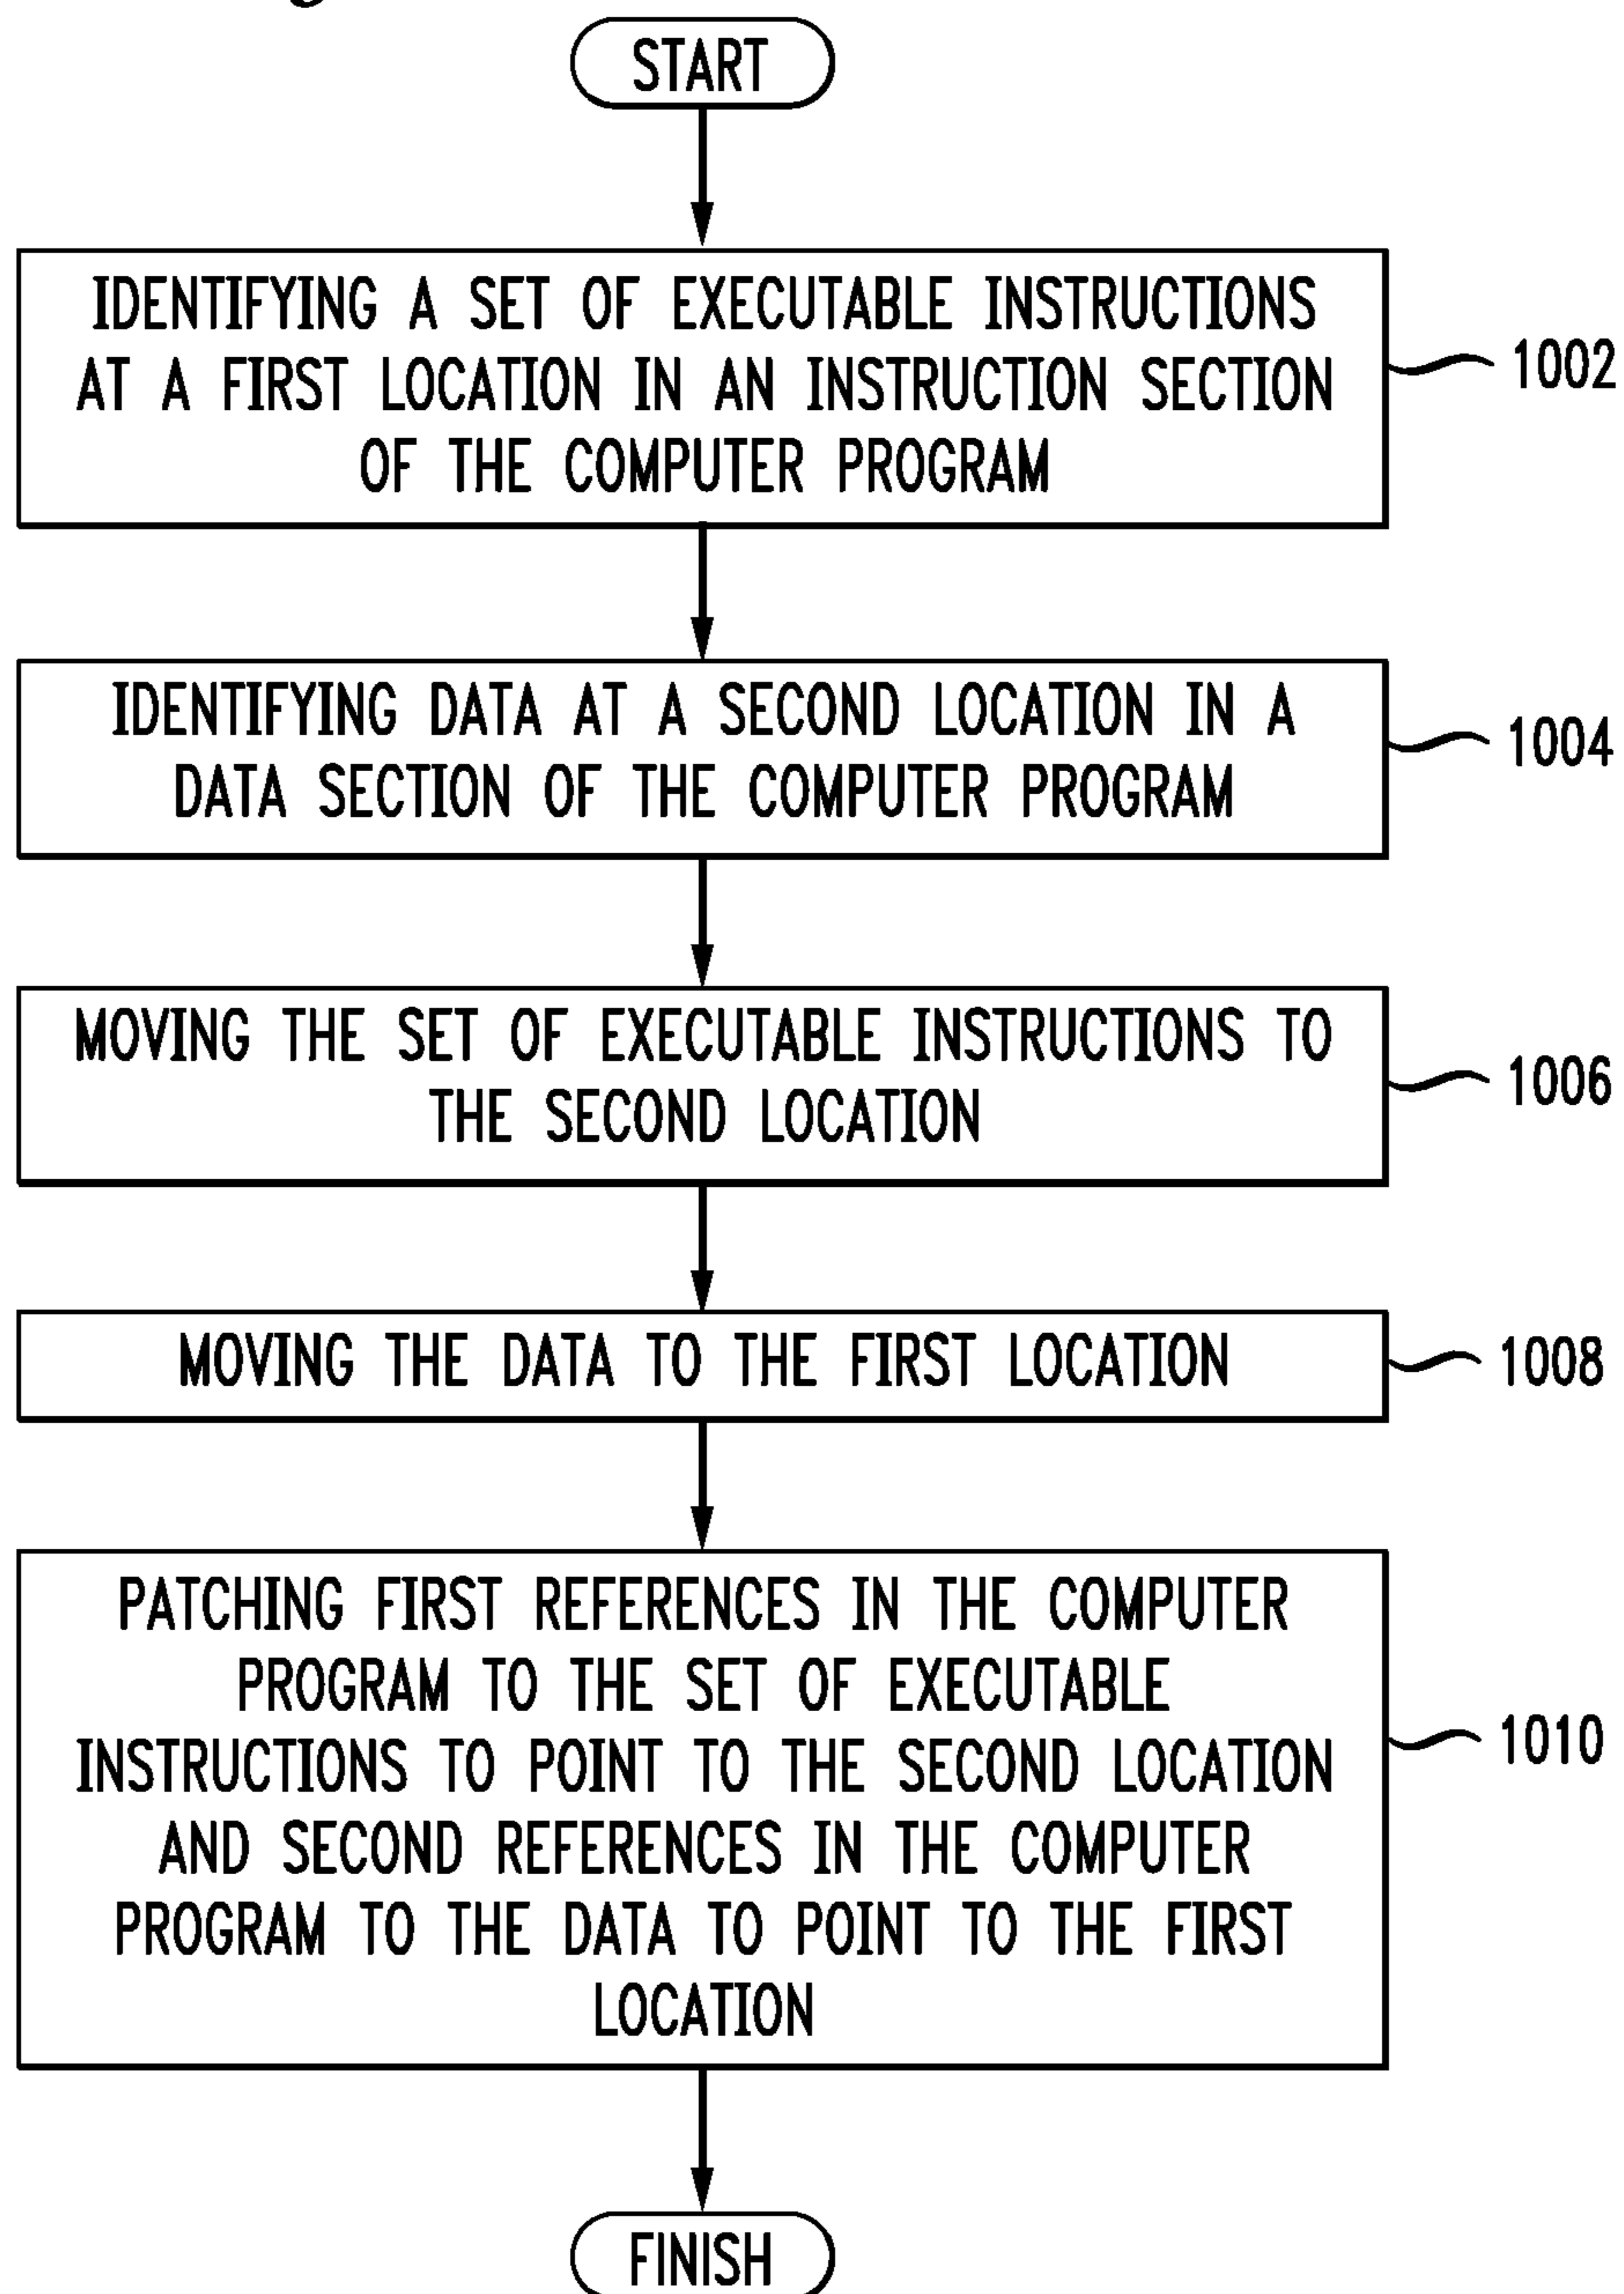 START
IDENTIFYING A SET OF EXECUTABLE INSTRUCTIONS
AT A FIRST LOCATION IN AN INSTRUCTION SECTION
OF THE COMPUTER PROGRAM
1002
IDENTIFYING DATA AT A SECOND LOCATION IN A
DATA SECTION OF THE COMPUTER PROGRAM
1004
MOVING THE SET OF EXECUTABLE INSTRUCTIONS TO
THE SECOND LOCATION
1006
MOVING THE DATA TO THE FIRST LOCATION
1008
PATCHING FIRST REFERENCES IN THE COMPUTER
PROGRAM TO THE SET OF EXECUTABLE
INSTRUCTIONS TO POINT TO THE SECOND LOCATION
AND SECOND REFERENCES IN THE COMPUTER
PROGRAM TO THE DATA TO POINT TO THE FIRST
LOCATION
1010
FINISH